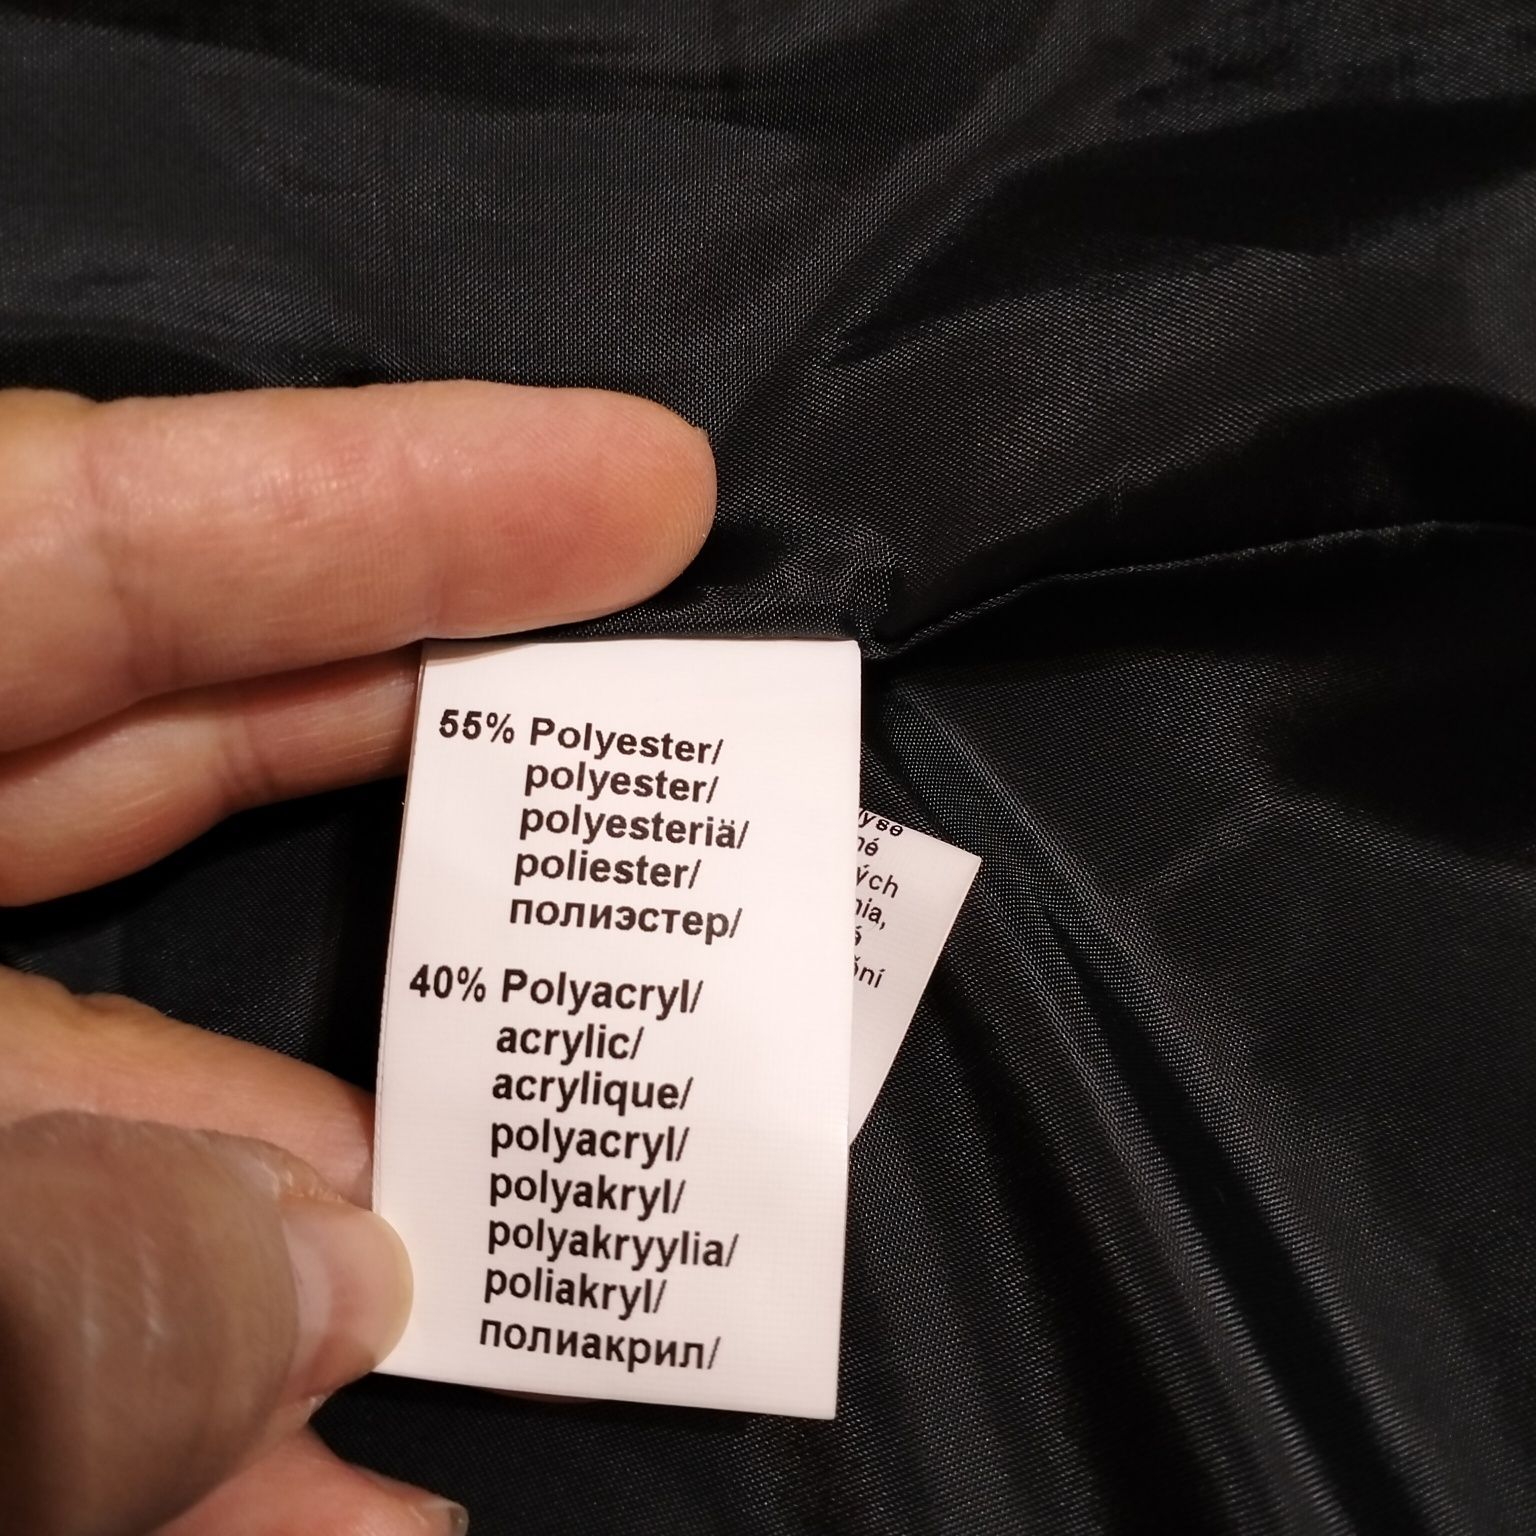 55% Polyester/
polyester/
polyesteriä/
poliester/
полиэстер/
40% Polyacryl/
acrylic/
acrylique/
polyacryl/
polyakryl/
polyakryylia/
poliakryl/
полиакрил/